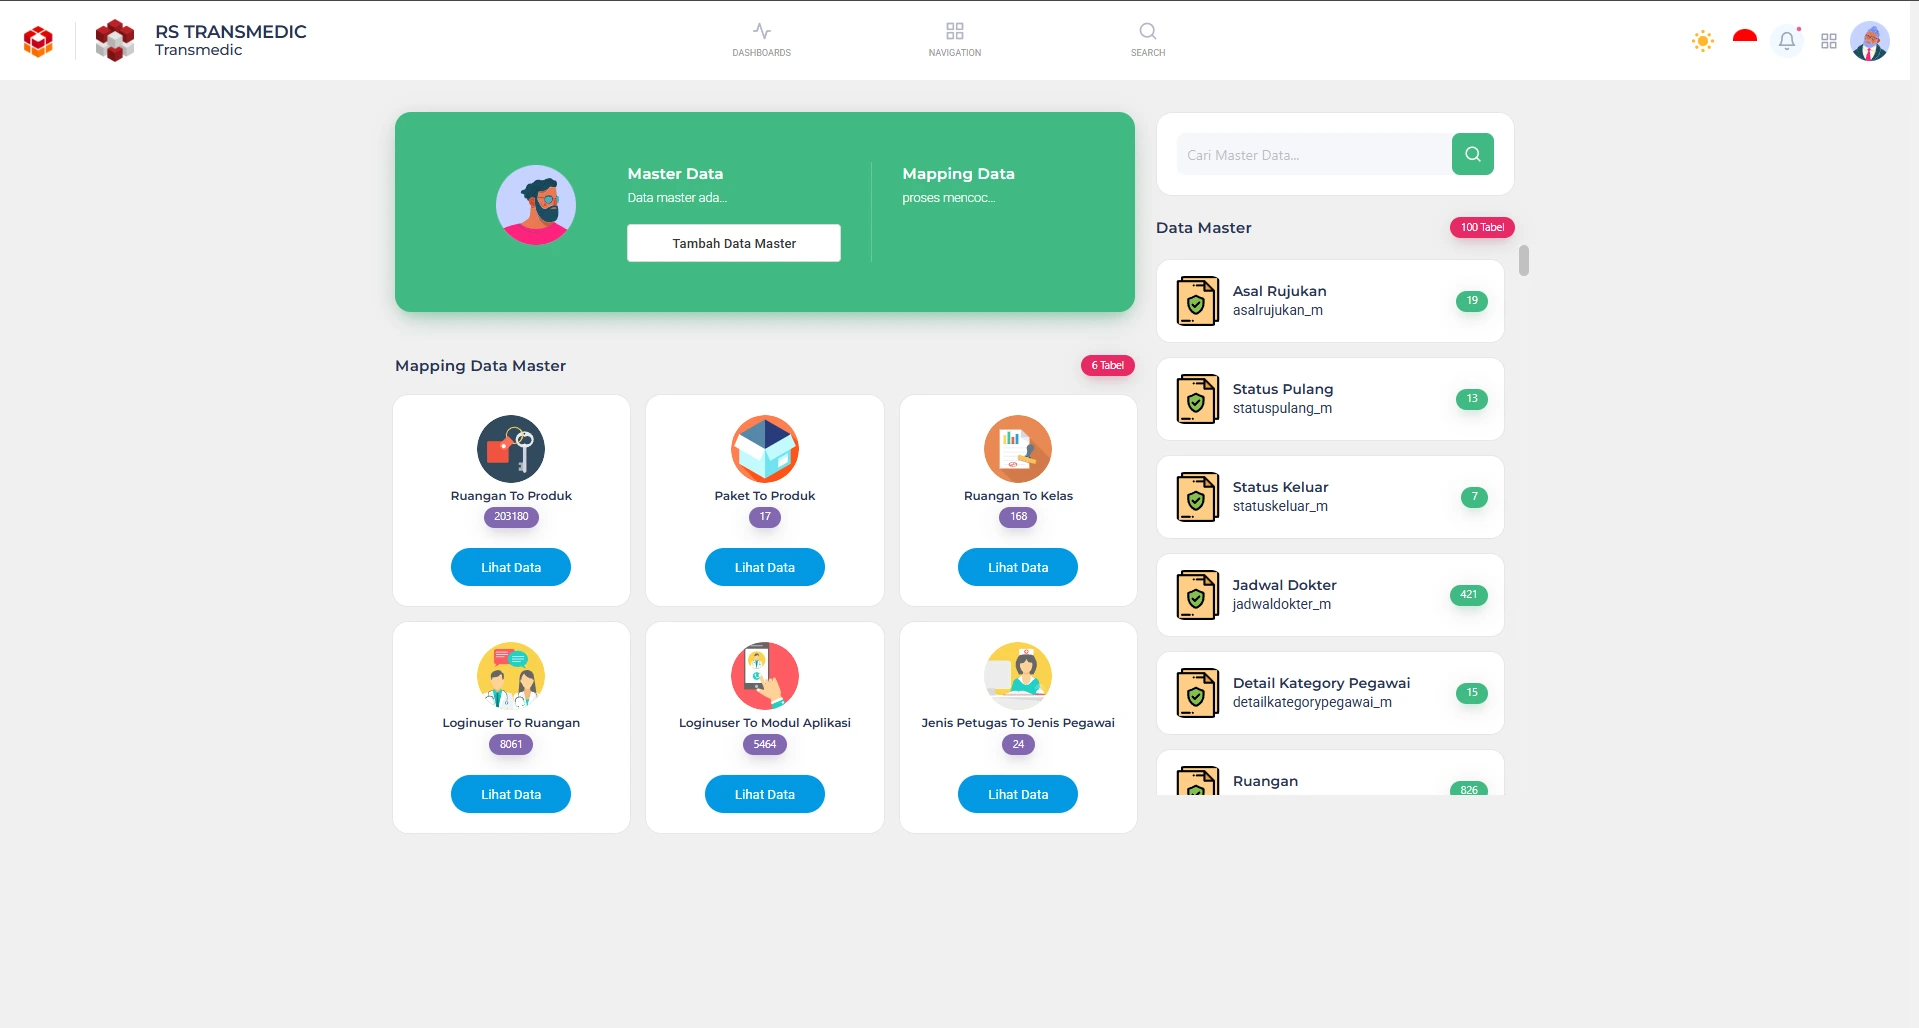 RS TRANSMEDIC
Transmedic
DASHBOARDS
NAVIGATION
SEARCH
Master Data
Data master ada...
Tambah Data Master
Mapping Data
proses mencoc...
Mapping Data Master
6 Tabel
Ruangan To Produk
203180
Lihat Data
Paket To Produk
17
Lihat Data
Ruangan To Kelas
168
Lihat Data
Loginuser To Ruangan
8061
Lihat Data
Loginuser To Modul Aplikasi
5464
Lihat Data
Jenis Petugas To Jenis Pegawai
24
Lihat Data
Cari Master Data...
Data Master
100 Tabel
Asal Rujukan
asalrujukan_m
19
Status Pulang
statuspulang_m
13
Status Keluar
statuskeluar_m
7
Jadwal Dokter
jadwaldokter_m
421
Detail Kategory Pegawai
detailkategorypegawai_m
15
Ruangan
826